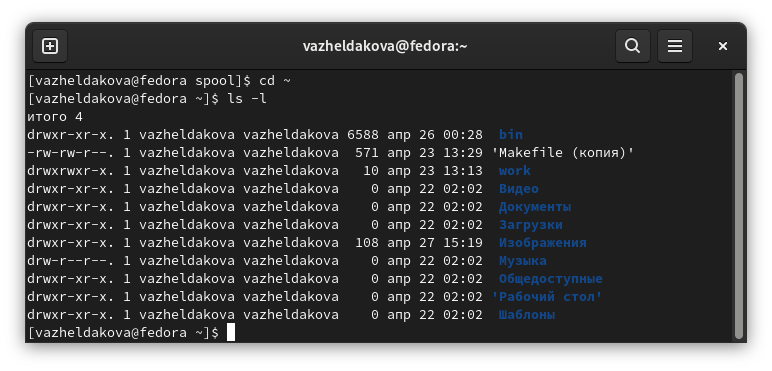 vazheldakova@fedora:~
[vazheldakova@fedora spool]$ cd ~
[vazheldakova@fedora ~]$ ls -l
итого 4
drwxr-xr-x. 1 vazheldakova vazheldakova 6588 апр 26 00:28  bin
-rw-rw-r--. 1 vazheldakova vazheldakova  571 апр 23 13:29 'Makefile (копия)'
drwxrwxr-x. 1 vazheldakova vazheldakova   10 апр 23 13:13  work
drwxr-xr-x. 1 vazheldakova vazheldakova    0 апр 22 02:02  Видео
drwxr-xr-x. 1 vazheldakova vazheldakova    0 апр 22 02:02  Документы
drwxr-xr-x. 1 vazheldakova vazheldakova    0 апр 22 02:02  Загрузки
drwxr-xr-x. 1 vazheldakova vazheldakova  108 апр 27 15:19  Изображения
drw-r--r--. 1 vazheldakova vazheldakova    0 апр 22 02:02  Музыка
drwxr-xr-x. 1 vazheldakova vazheldakova    0 апр 22 02:02  Общедоступные
drwxr-xr-x. 1 vazheldakova vazheldakova    0 апр 22 02:02 'Рабочий стол'
drwxr-xr-x. 1 vazheldakova vazheldakova    0 апр 22 02:02  Шаблоны
[vazheldakova@fedora ~]$